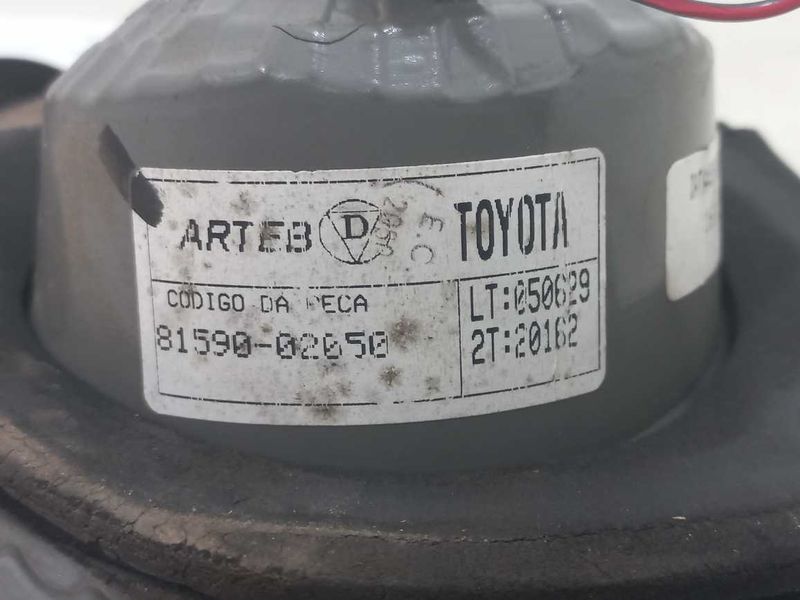 ARTEB D TOYOTA
CODIGO DA PECA
81590-02050
LT:050629
2T:20162